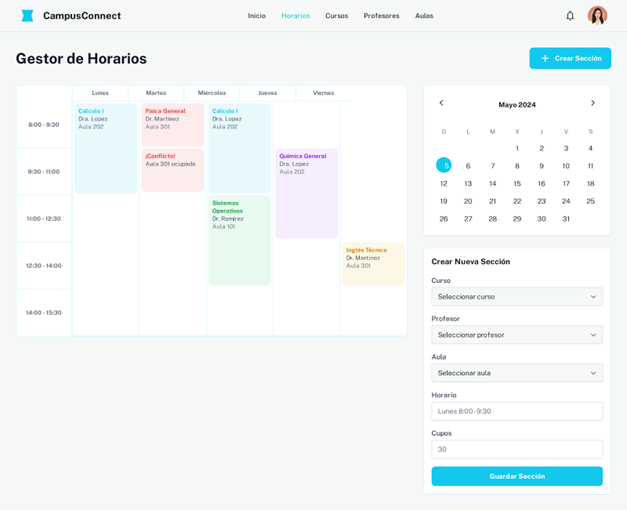 CampusConnect
Inicio
Horarios
Cursos
Profesores
Aulas
Gestor de Horarios
Crear Sección
Lunes
Martes
Miércoles
Jueves
Viernes
8:00 - 9:30
9:30 - 11:00
11:00 - 12:30
12:30 - 14:00
14:00 - 15:30
Cálculo I
Dra. Lopez
Aula 202
Física General
Dr. Martinez
Aula 301
¡Conflicto!
Aula 301 ocupada
Cálculo I
Dra. Lopez
Aula 202
Sistemas
Operativos
Dr. Ramirez
Aula 101
Química General
Dra. Lopez
Aula 202
Inglés Técnico
Dr. Martinez
Aula 301
Mayo 2024
D L M X J V S
1 2 3 4
5 6 7 8 9 10 11
12 13 14 15 16 17 18
19 20 21 22 23 24 25
26 27 28 29 30 31
Crear Nueva Sección
Curso
Seleccionar curso
Profesor
Seleccionar profesor
Aula
Seleccionar aula
Horario
Lunes 8:00-9:30
Cupos
30
Guardar Sección